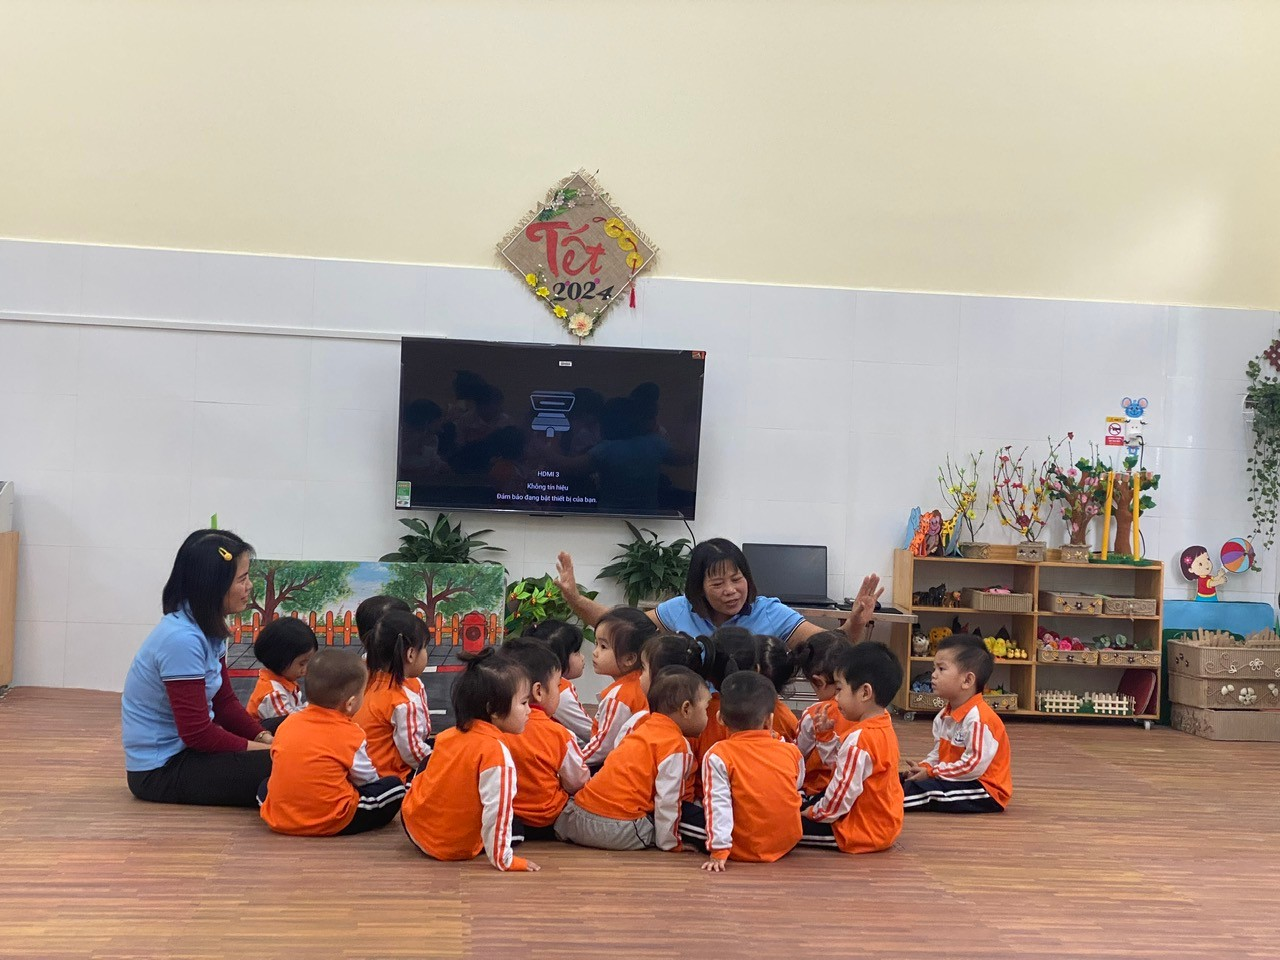 Tết
2024
HDMI 3
Không tín hiệu
Đảm bảo đang bật thiết bị của bạn.